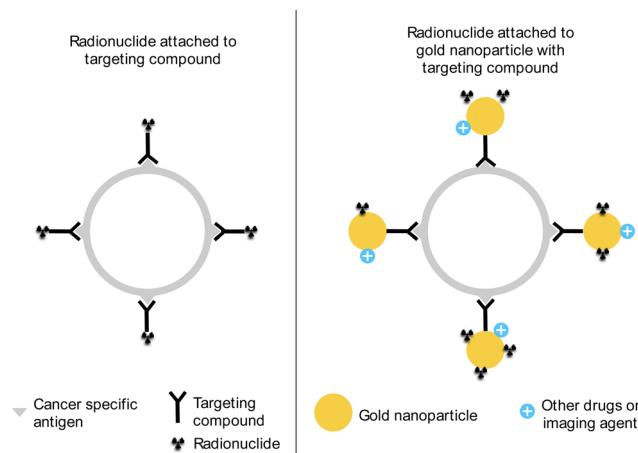 Radionuclide attached to
targeting compound
Radionuclide attached to
gold nanoparticle with
targeting compound
Cancer specific
antigen
Targeting
compound
Radionuclide
Gold nanoparticle
Other drugs or
imaging agent